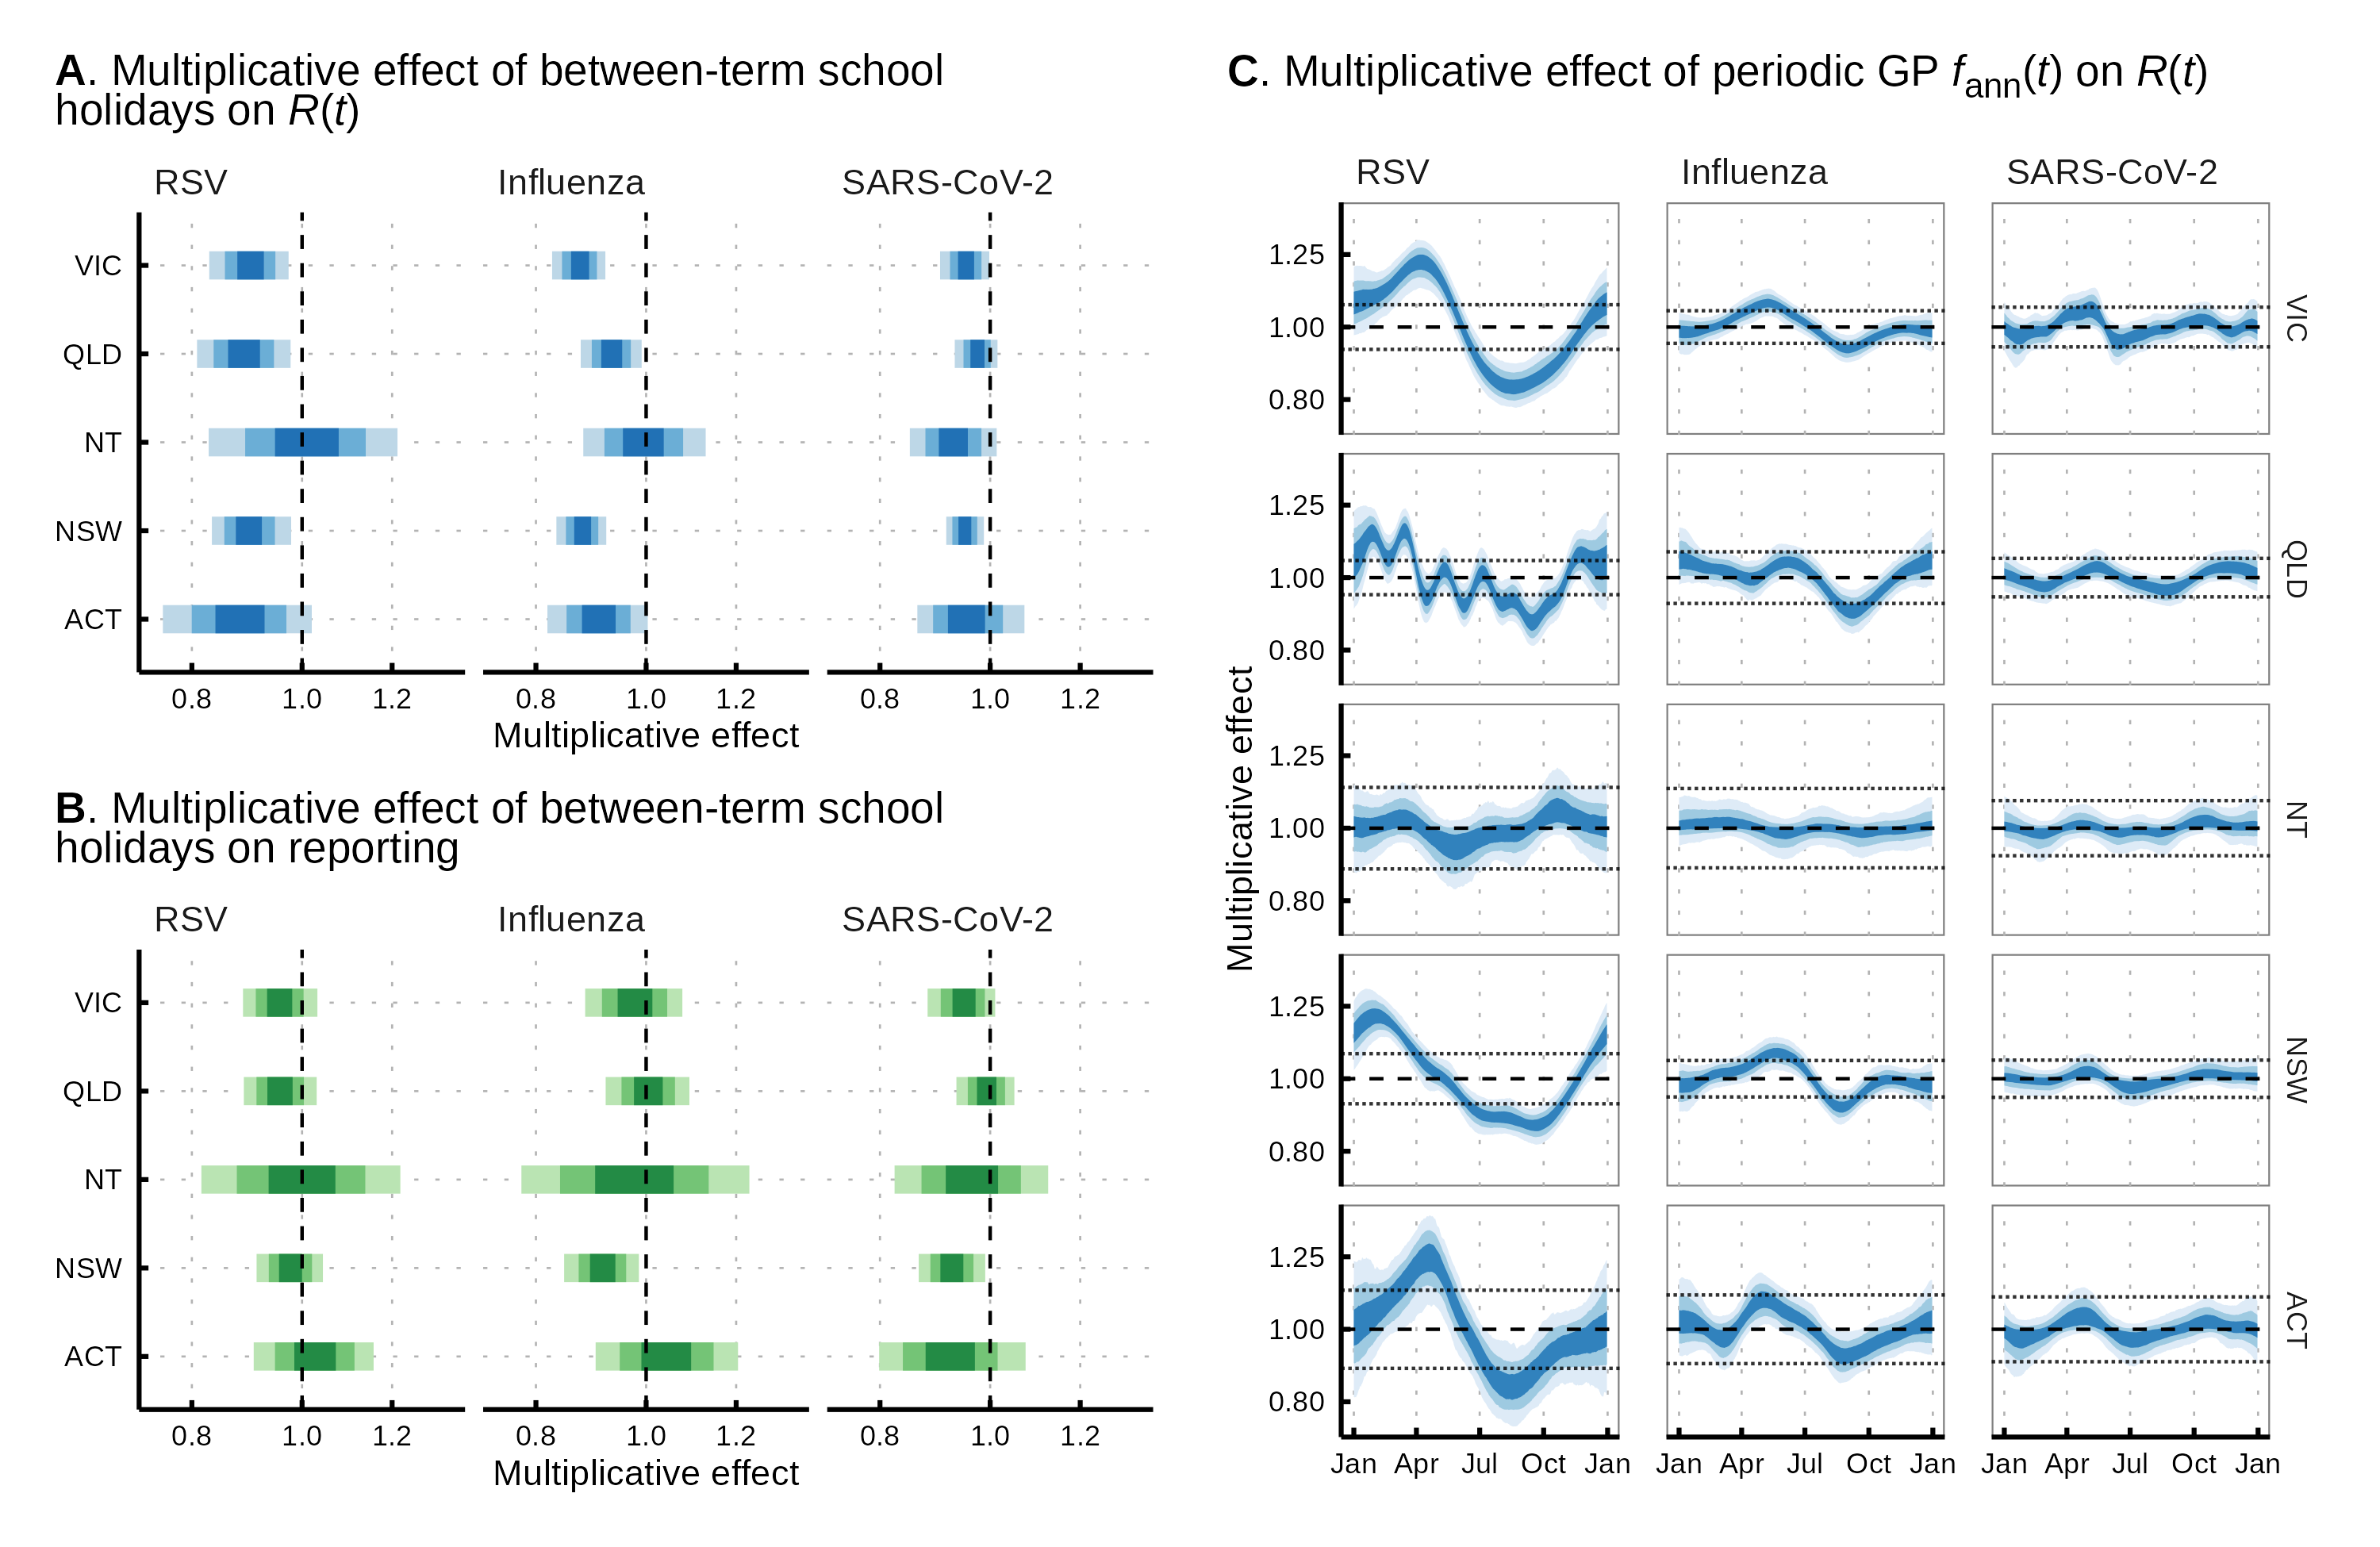 A. Multiplicative effect of between-term school
holidays on R(t)
RSV Influenza SARS-CoV-2
VIC
QLD
NT
NSW
ACT
0.8 1.0 1.2 0.8 1.0 1.2 0.8 1.0 1.2
Multiplicative effect
B. Multiplicative effect of between-term school
holidays on reporting
RSV Influenza SARS-CoV-2
VIC
QLD
NT
NSW
ACT
0.8 1.0 1.2 0.8 1.0 1.2 0.8 1.0 1.2
Multiplicative effect
C. Multiplicative effect of periodic GP fann(t) on R(t)
RSV Influenza SARS-CoV-2
Multiplicative effect
1.25
1.00
0.80
VIC
1.25
1.00
0.80
QLD
1.25
1.00
0.80
NT
1.25
1.00
0.80
NSW
1.25
1.00
0.80
ACT
Jan Apr Jul Oct Jan Jan Apr Jul Oct Jan Jan Apr Jul Oct Jan